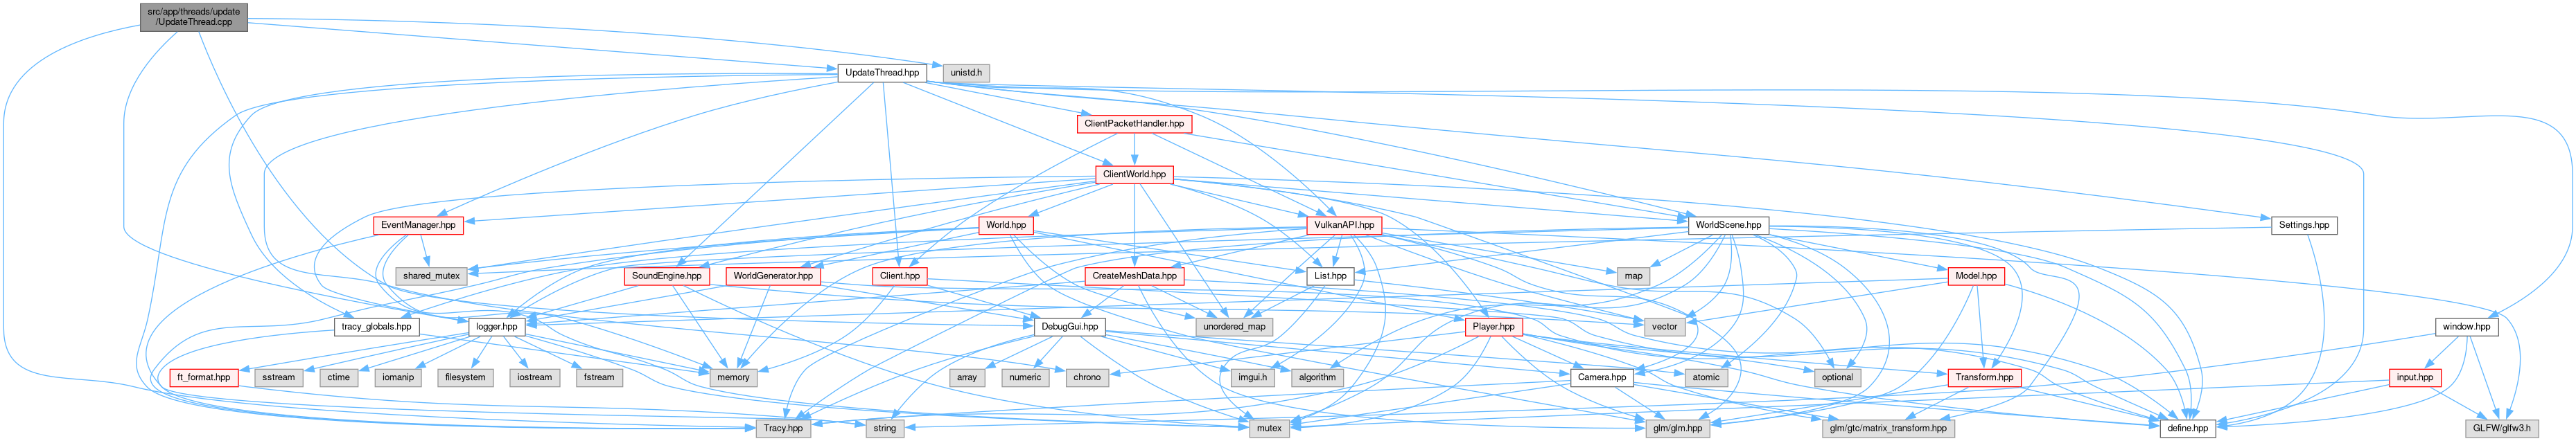 src/app/threads/update
/UpdateThread.cpp
UpdateThread.hpp
unistd.h
ClientPacketHandler.hpp
ClientWorld.hpp
EventManager.hpp
World.hpp
VulkanAPI.hpp
WorldScene.hpp
Settings.hpp
shared_mutex
SoundEngine.hpp
WorldGenerator.hpp
Client.hpp
CreateMeshData.hpp
List.hpp
map
Model.hpp
tracy_globals.hpp
logger.hpp
DebugGui.hpp
unordered_map
Player.hpp
vector
window.hpp
ft_format.hpp
sstream
ctime
iomanip
filesystem
iostream
fstream
memory
array
numeric
chrono
imgui.h
algorithm
Camera.hpp
atomic
optional
Transform.hpp
input.hpp
Tracy.hpp
string
mutex
glm/glm.hpp
glm/gtc/matrix_transform.hpp
define.hpp
GLFW/glfw3.h